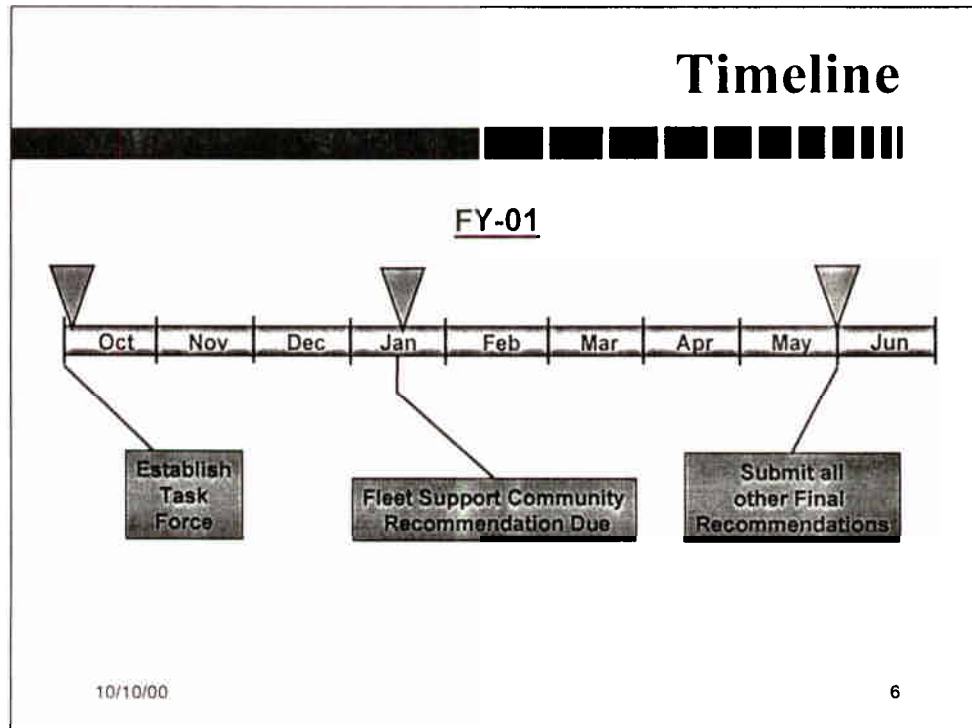 Timeline
FY-01
Oct Nov Dec Jan Feb Mar Apr May Jun
Establish
Task
Force
Fleet Support Community
Recommendation Due
Submit all
other Final
Recommendations
10/10/00
6